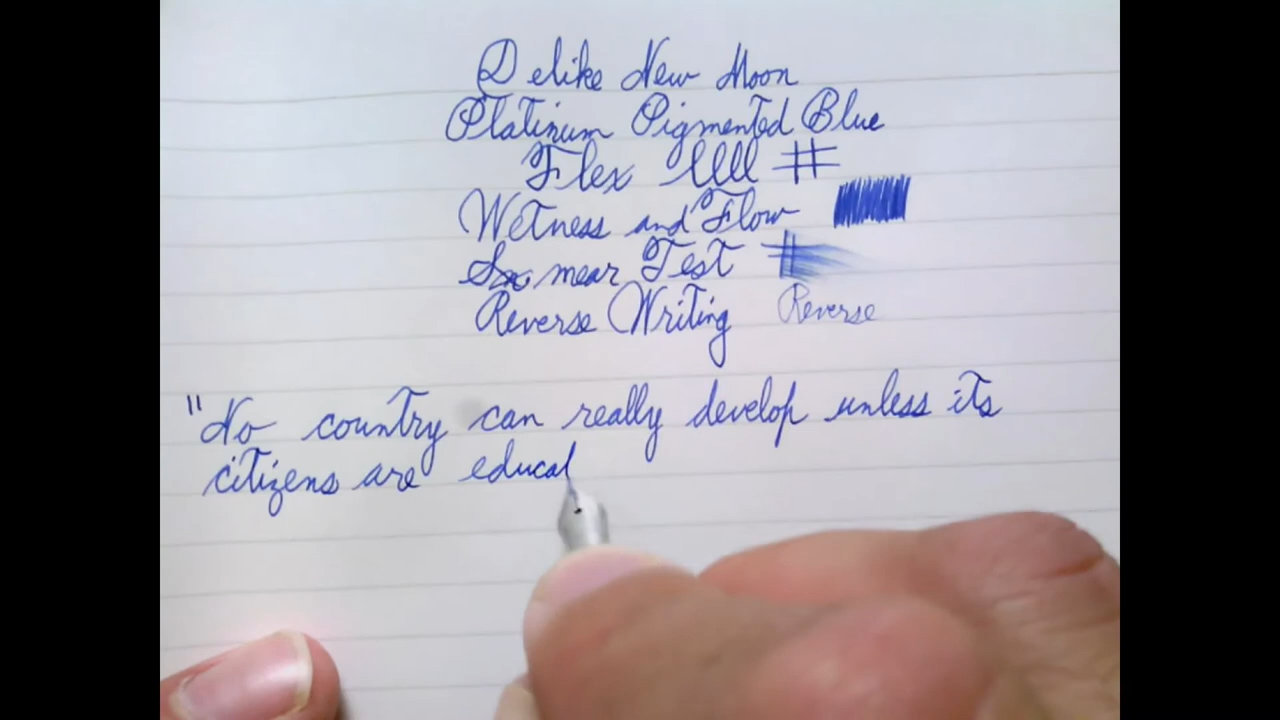 Delike New Moon
Platinum Pigmented Blue
Flex llll #
Wetness and Flow
Smear Test #
Reverse Writing Reverse
"No country can really develop unless its
citizens are educat